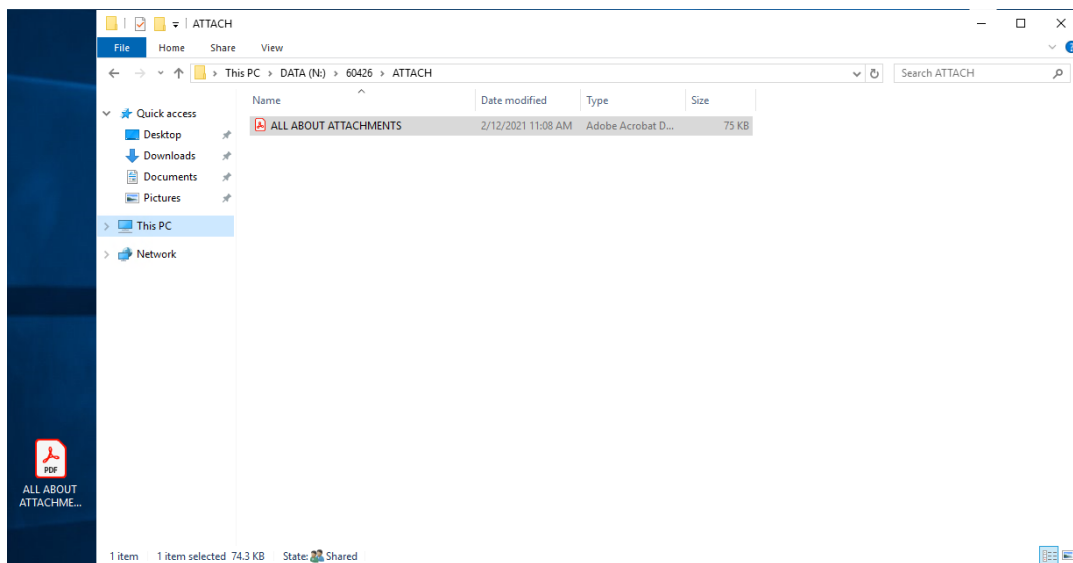 ATTACH
File Home Share View
This PC > DATA (N:) > 60426 > ATTACH
Search ATTACH
Name Date modified Type Size
Quick access
ALL ABOUT ATTACHMENTS 2/12/2021 11:08 AM Adobe Acrobat D... 75 KB
Desktop
Downloads
Documents
Pictures
This PC
Network
PDF
ALL ABOUT
ATTACHME...
1 item 1 item selected 74.3 KB State: Shared